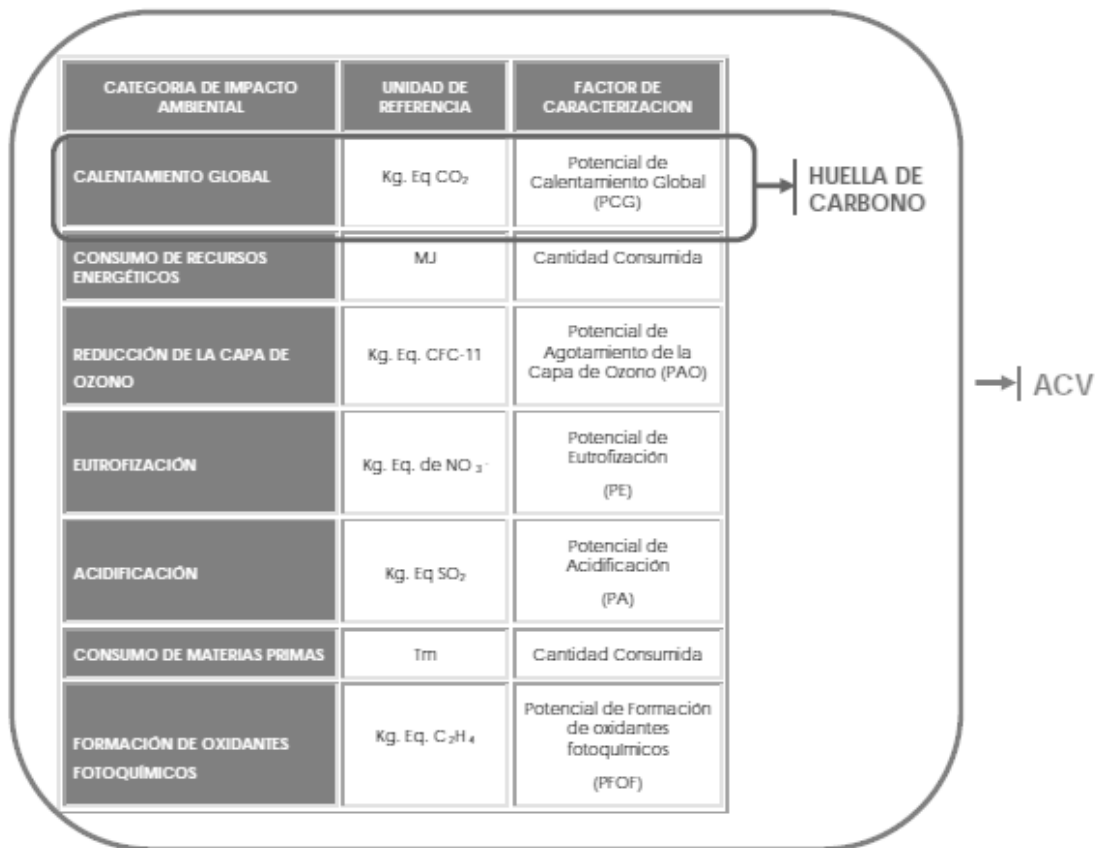 CATEGORIA DE IMPACTO
AMBIENTAL
UNIDAD DE
REFERENCIA
FACTOR DE
CARACTERIZACION
CALENTAMIENTO GLOBAL
Kg. Eq CO₂
Potencial de
Calentamiento Global
(PCG)
HUELLA DE
CARBONO
CONSUMO DE RECURSOS
ENERGÉTICOS
MJ
Cantidad Consumida
REDUCCIÓN DE LA CAPA DE
OZONO
Kg. Eq. CFC-11
Potencial de
Agotamiento de la
Capa de Ozono (PAO)
ACV
EUTROFIZACIÓN
Kg. Eq. de NO ₃⁻
Potencial de
Eutrofización
(PE)
ACIDIFICACIÓN
Kg. Eq SO₂
Potencial de
Acidificación
(PA)
CONSUMO DE MATERIAS PRIMAS
Tm
Cantidad Consumida
FORMACIÓN DE OXIDANTES
FOTOQUÍMICOS
Kg. Eq. C₂H₄
Potencial de Formación
de oxidantes
fotoquímicos
(PFOF)